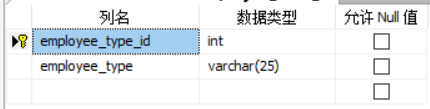 列名 数据类型 允许 Null 值
employee_type_id int
employee_type varchar(25)